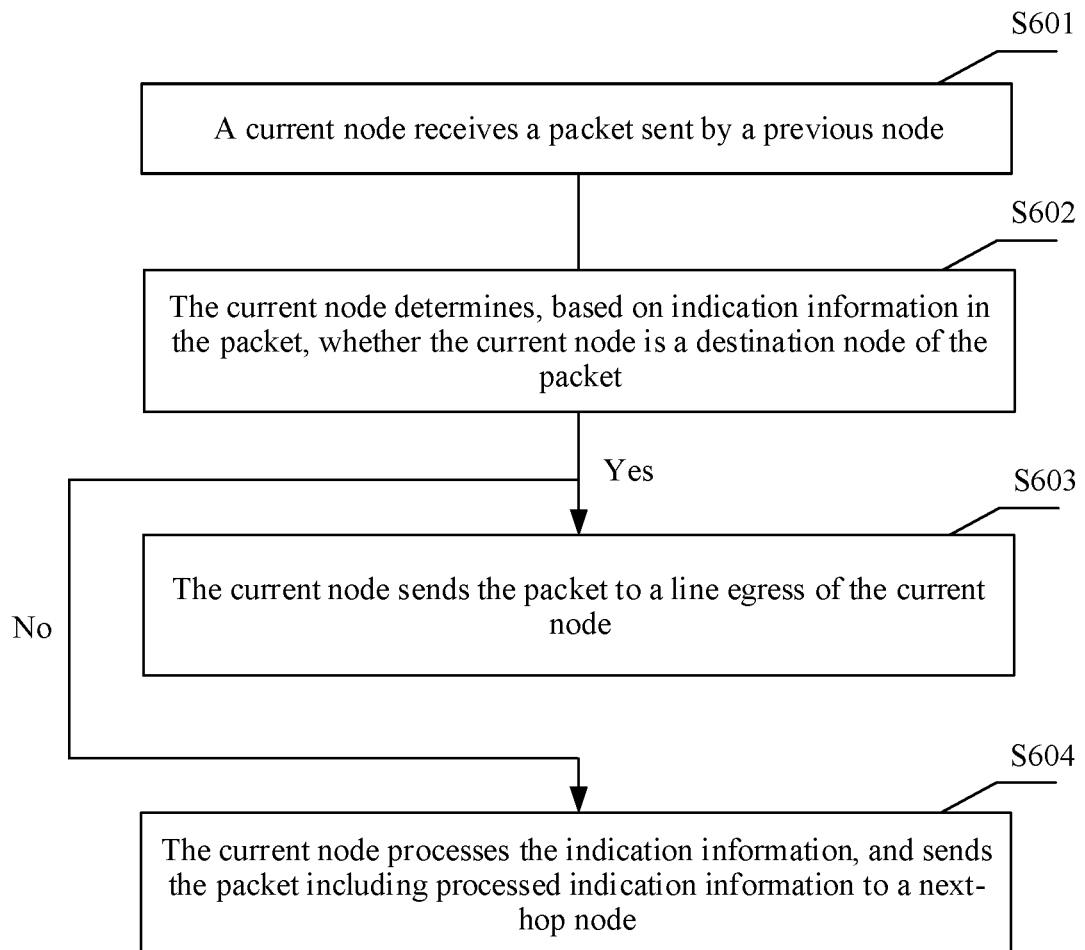 S601
A current node receives a packet sent by a previous node
S602
The current node determines, based on indication information in
the packet, whether the current node is a destination node of the
packet
Yes
S603
The current node sends the packet to a line egress of the current
node
No
S604
The current node processes the indication information, and sends
the packet including processed indication information to a next-
hop node